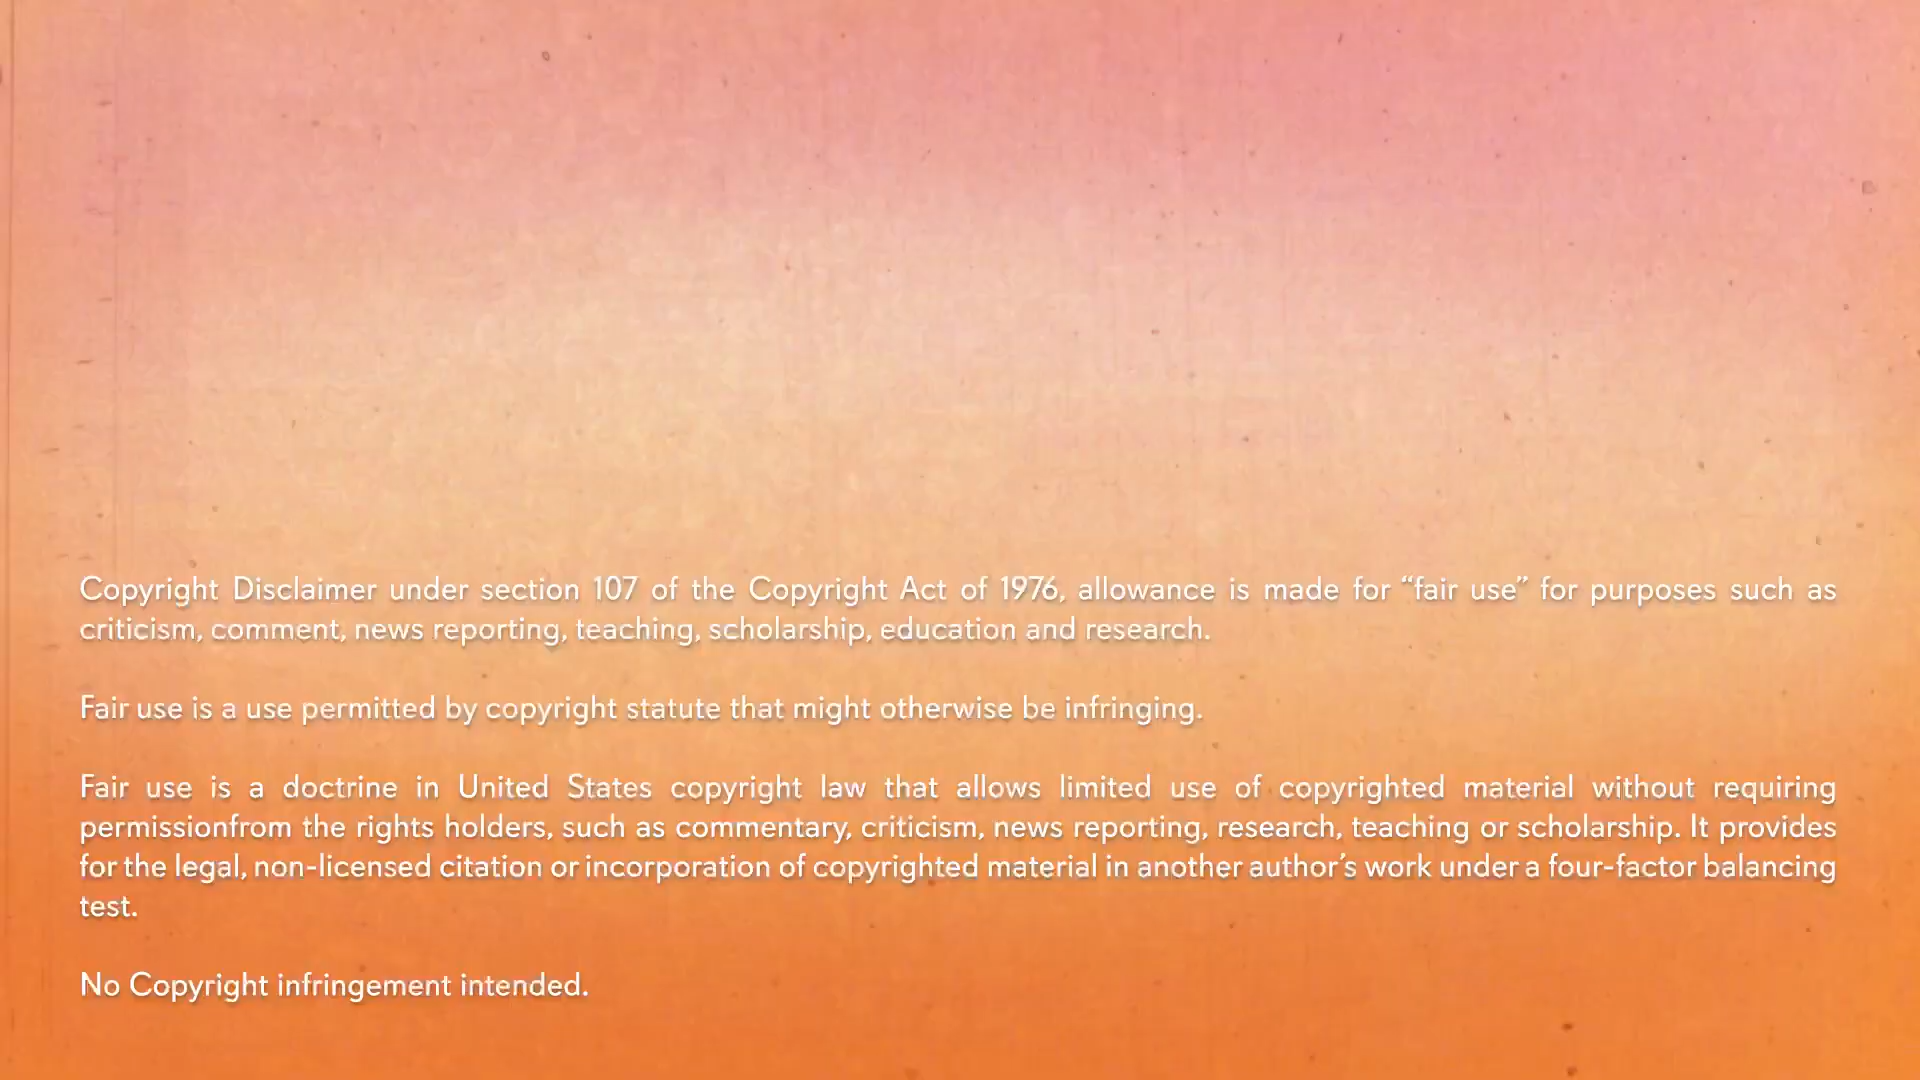 Copyright Disclaimer under section 107 of the Copyright Act of 1976, allowance is made for “fair use” for purposes such as
criticism, comment, news reporting, teaching, scholarship, education and research.
Fair use is a use permitted by copyright statute that might otherwise be infringing.
Fair use is a doctrine in United States copyright law that allows limited use of copyrighted material without requiring
permissionfrom the rights holders, such as commentary, criticism, news reporting, research, teaching or scholarship. It provides
for the legal, non-licensed citation or incorporation of copyrighted material in another author’s work under a four-factor balancing
test.
No Copyright infringement intended.